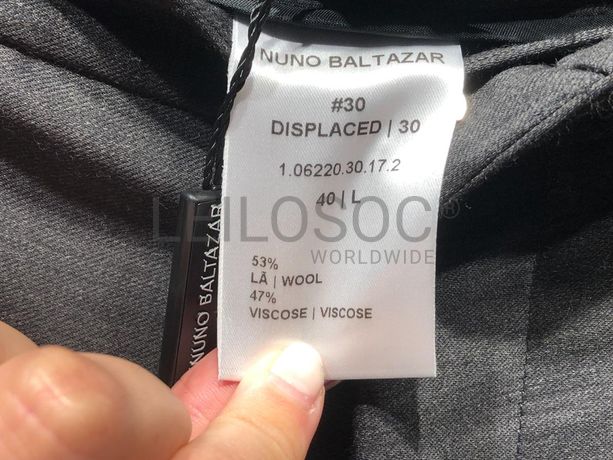 NUNO BALTAZAR
#30
DISPLACED | 30
1.06220.30.17.2
40 | L
LEILOSOC®
WORLDWIDE
53%
LÃ | WOOL
47%
VISCOSE | VISCOSE
NUNO BALTAZAR